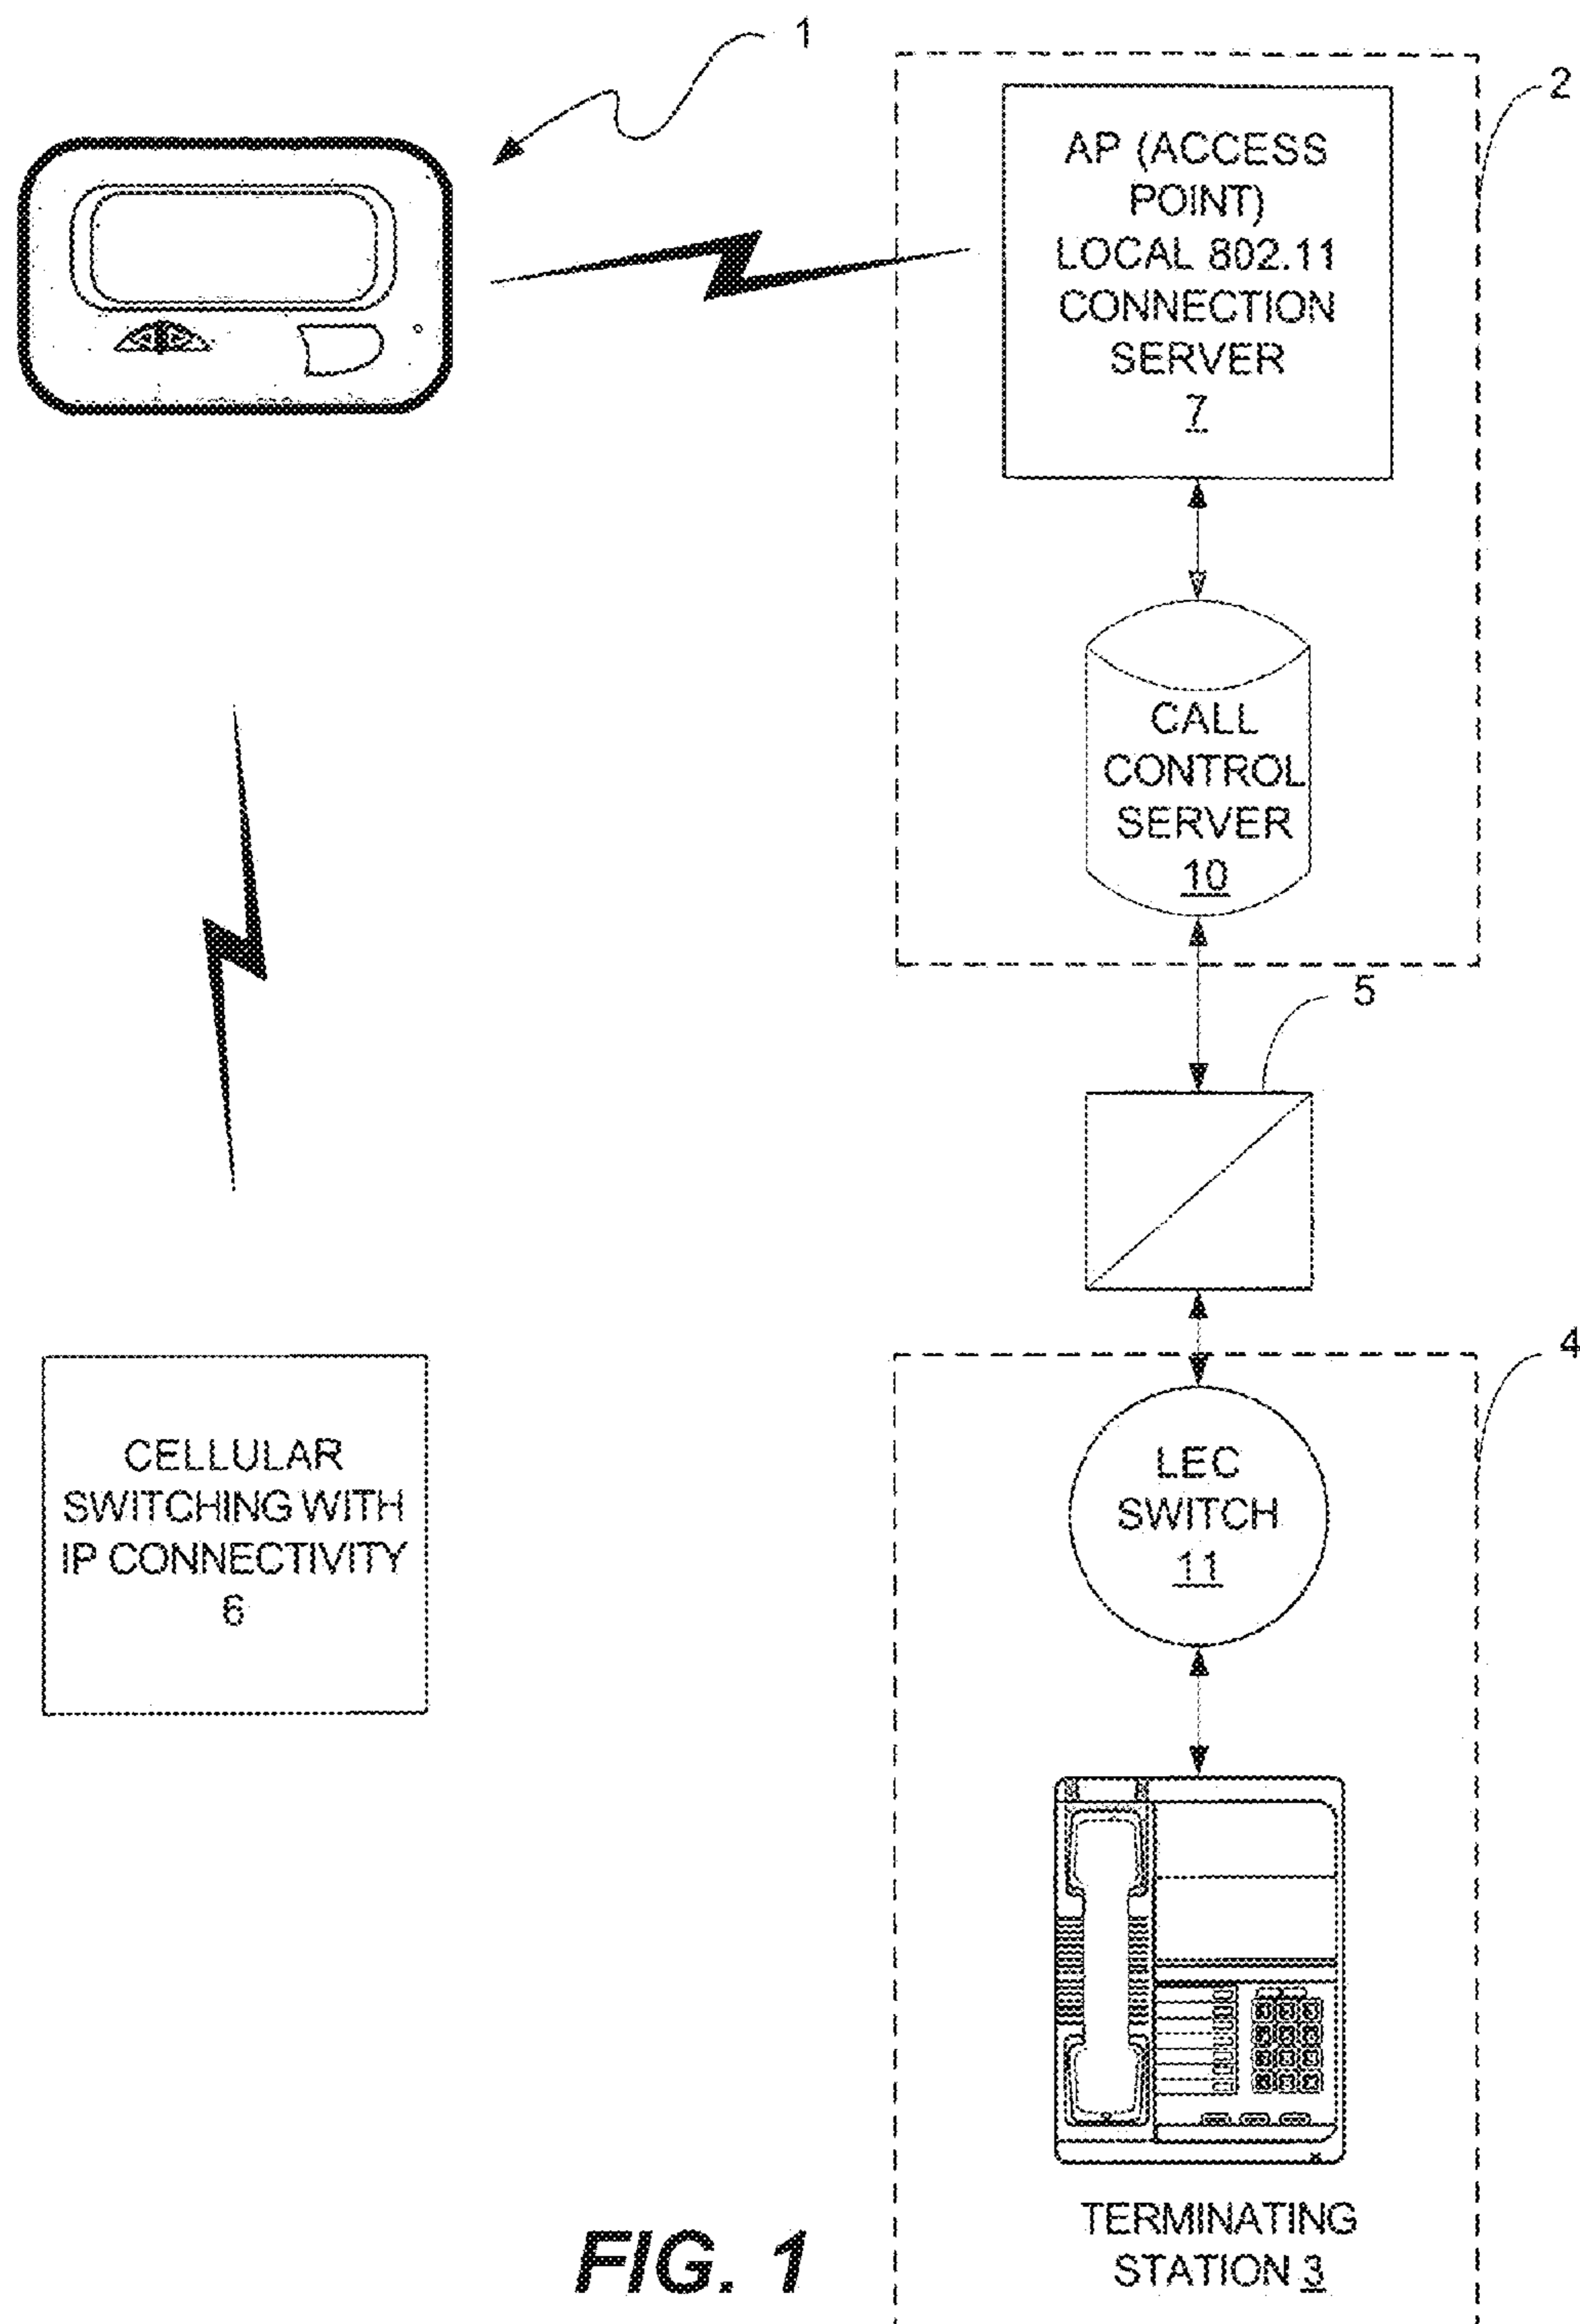 1
2
AP (ACCESS
POINT)
LOCAL 802.11
CONNECTION
SERVER
7
CALL
CONTROL
SERVER
10
5
4
CELLULAR
SWITCHING WITH
IP CONNECTIVITY
6
LEC
SWITCH
11
TERMINATING
STATION 3
FIG. 1